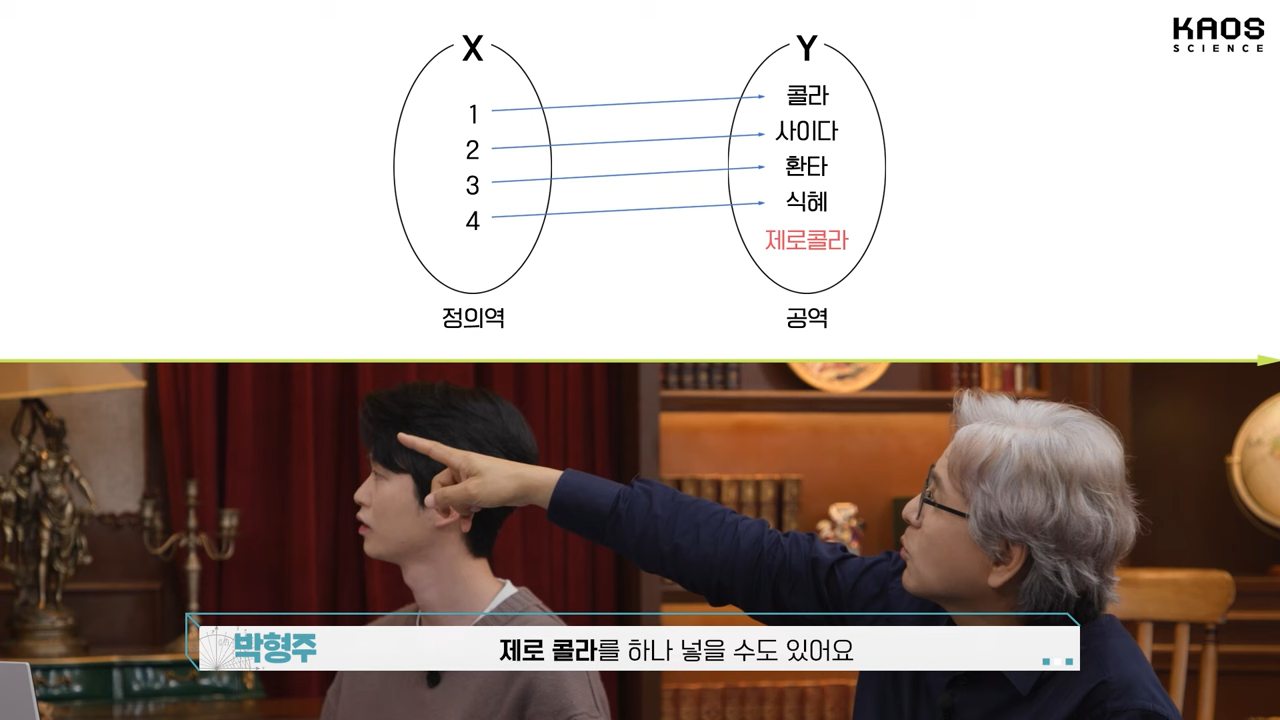 KAOS
SCIENCE
X
Y
1
2
3
4
콜라
사이다
환타
식혜
제로콜라
정의역
공역
박형주
제로 콜라를 하나 넣을 수도 있어요